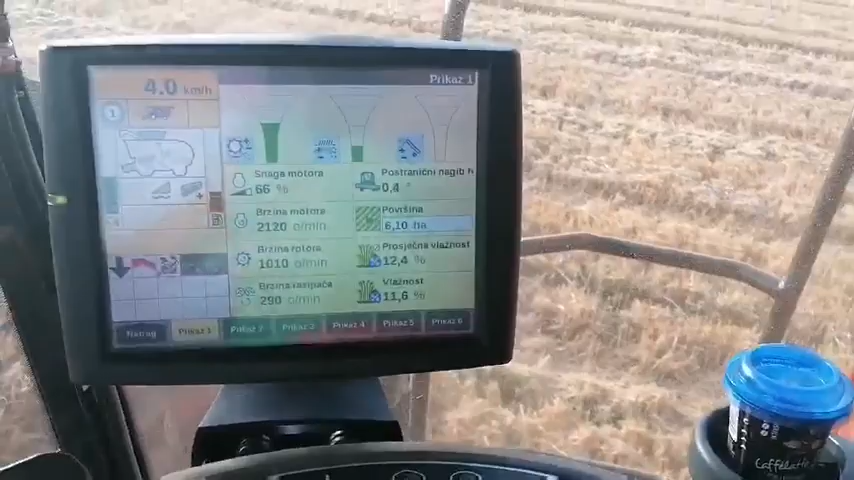 4.0 km/h
Prikaz 1
1
Snaga motora
66 %
Postranični nagib h
0,4 °
Brzina motora
2120 o/min
Površina
6,10 ha
Brzina rotora
1010 o/min
Prosječna vlažnost
12,4 %
Brzina rasipača
290 o/min
Vlažnost
11,6 %
Natrag
Prikaz 1
Prikaz 2
Prikaz 3
Prikaz 4
Prikaz 5
Prikaz 6
Caffelatte